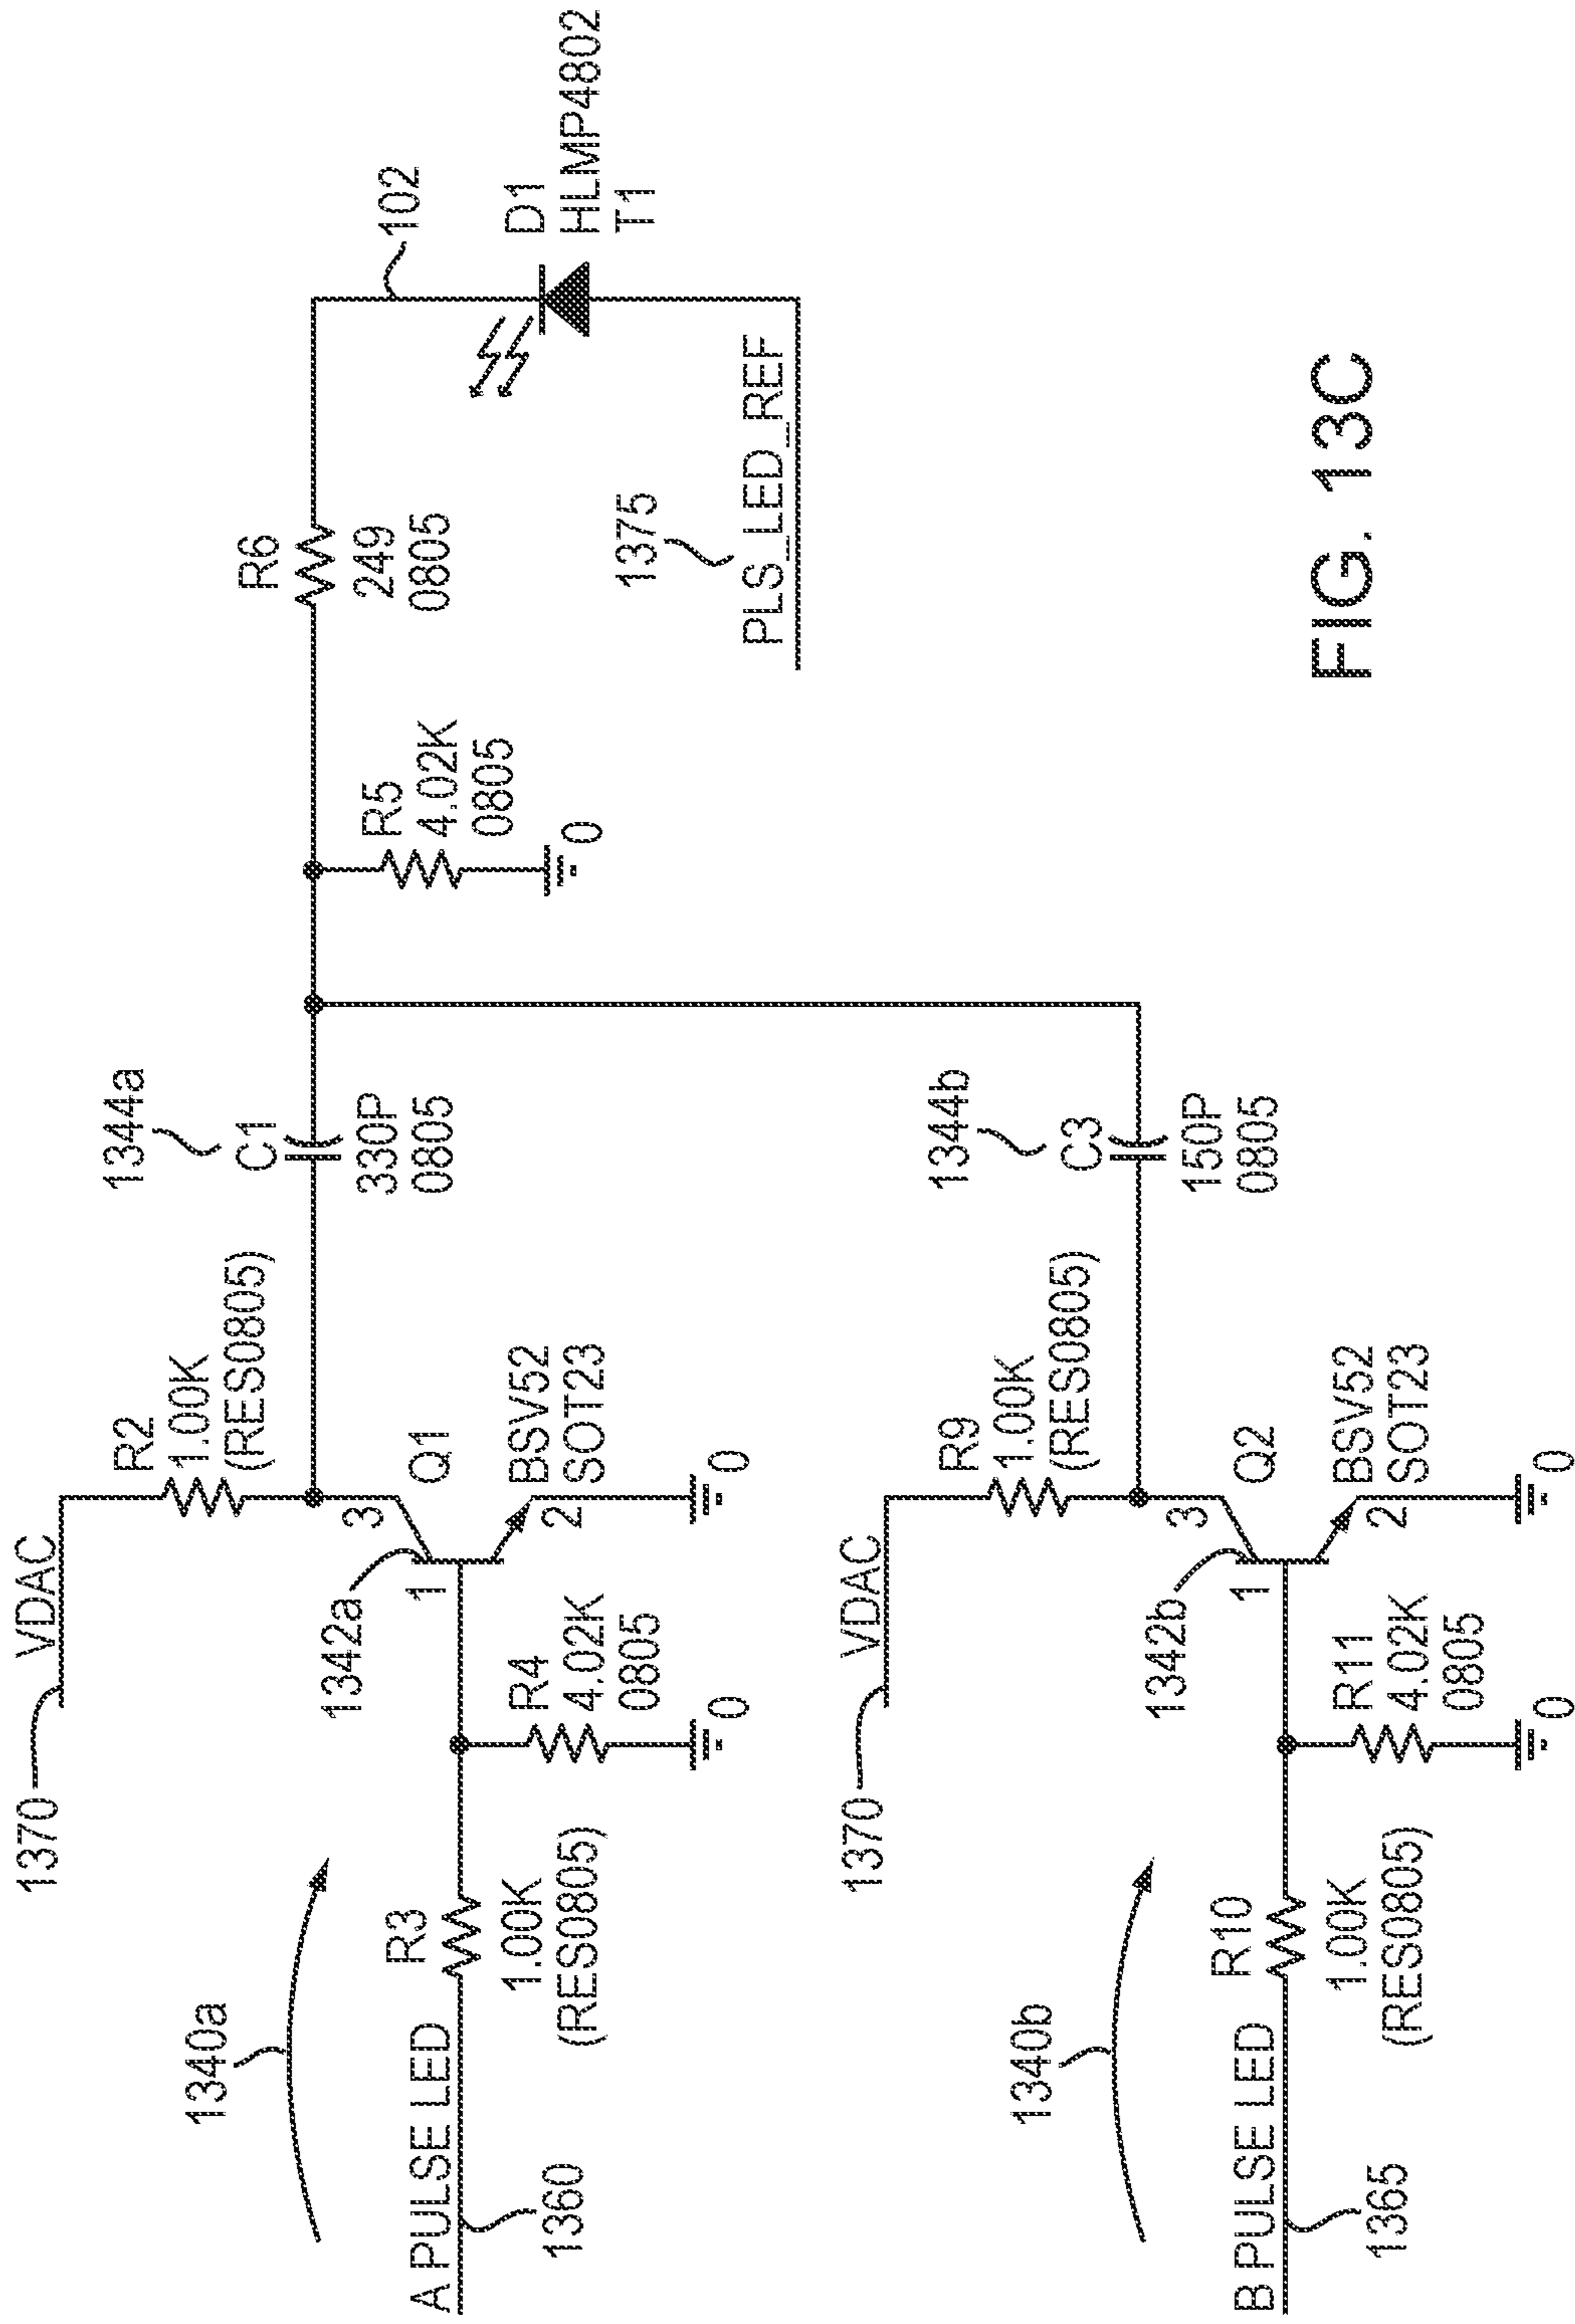 1370
VDAC
R2
1.00K
(RES0805)
1340a
A PULSE LED
1360
R3
1.00K
(RES0805)
R4
4.02K
0805
0
1342a
1
3
Q1
2
BSV52
SOT23
0
1344a
C1
330P
0805
R5
4.02K
0805
0
R6
249
0805
102
D1
HLMP4802
T1
1375
PLS_LED_REF
1370
VDAC
R9
1.00K
(RES0805)
1340b
B PULSE LED
1365
R10
1.00K
(RES0805)
R11
4.02K
0805
0
1342b
1
3
Q2
2
BSV52
SOT23
0
1344b
C3
150P
0805
FIG. 13C